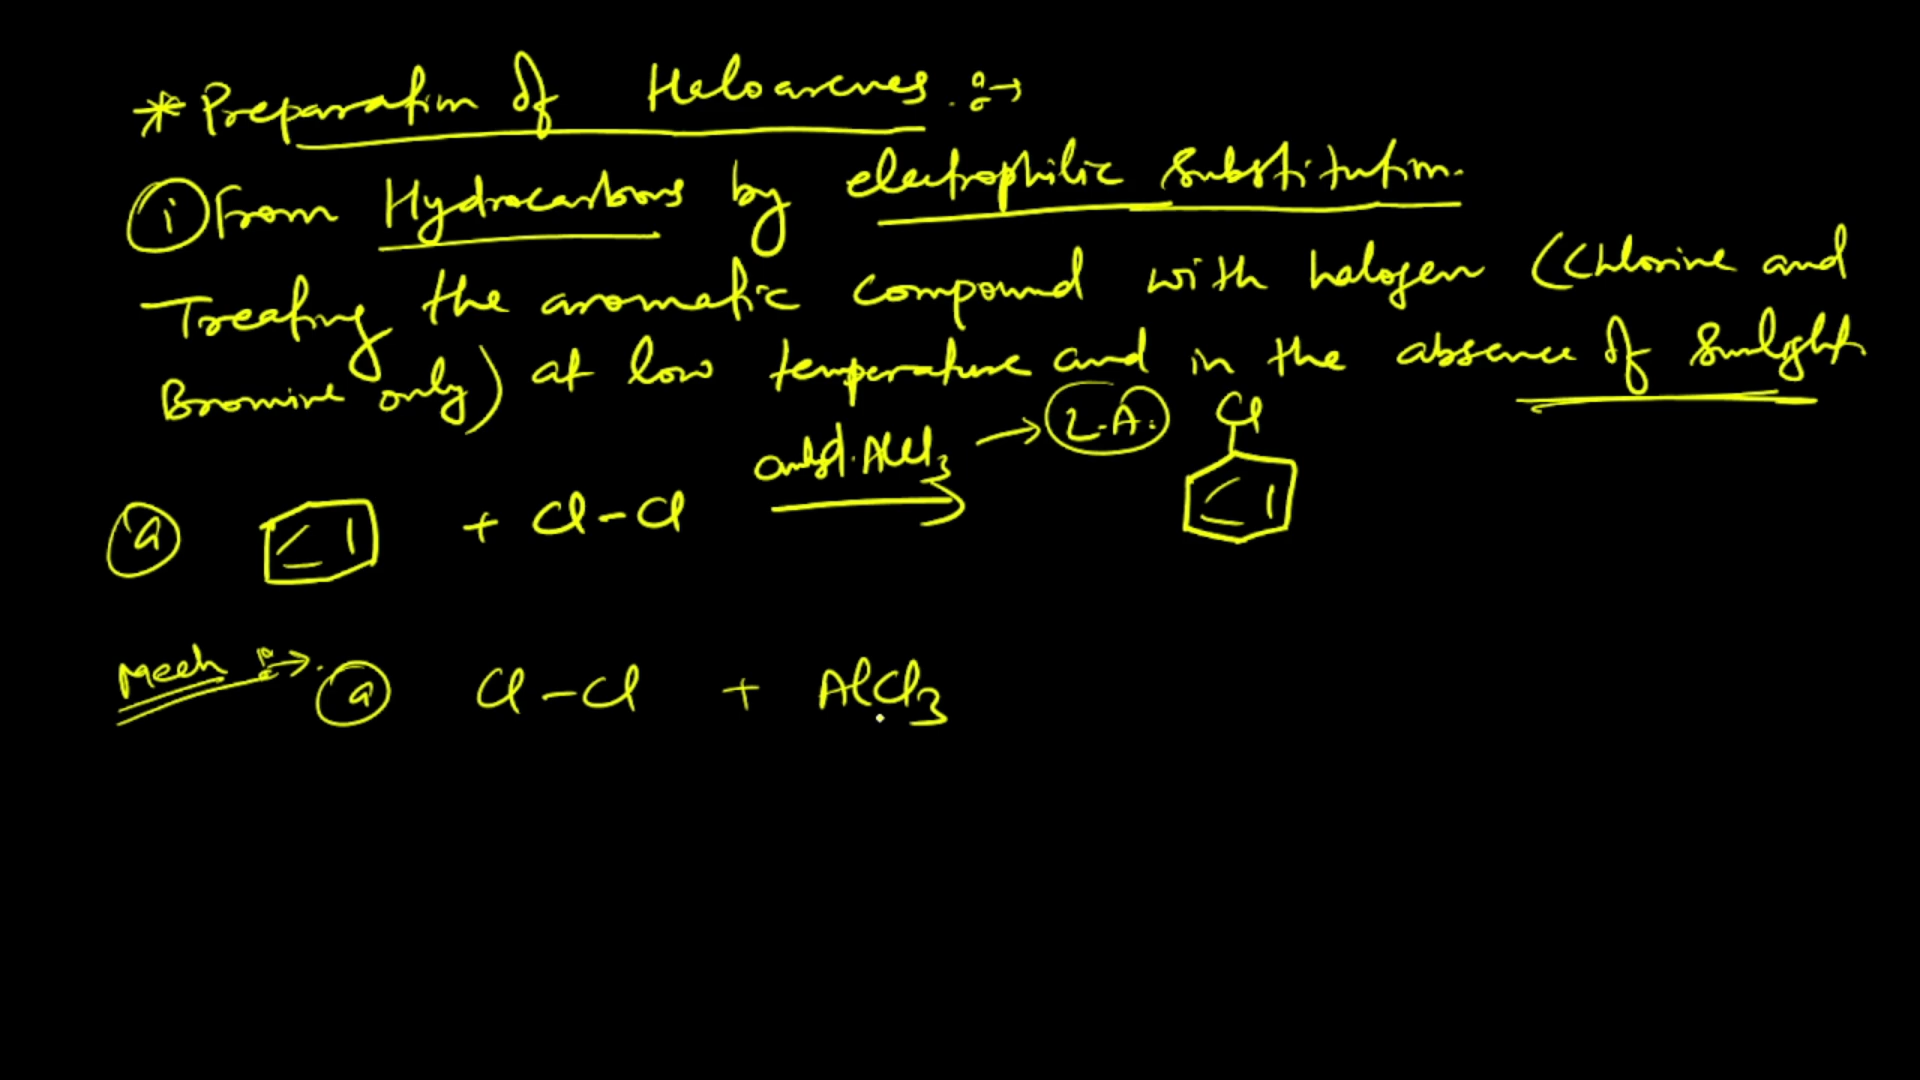 * Preparation of Haloarenes :→
(i) From Hydrocarbons by electrophilic substitution.
Treating the aromatic compound with halogen (Chlorine and
Bromine only) at low temperature and in the absence of sunlight
(a) + Cl-Cl anhyd. AlCl3 → L.A. Cl
Mech :→ (a) Cl-Cl + AlCl3